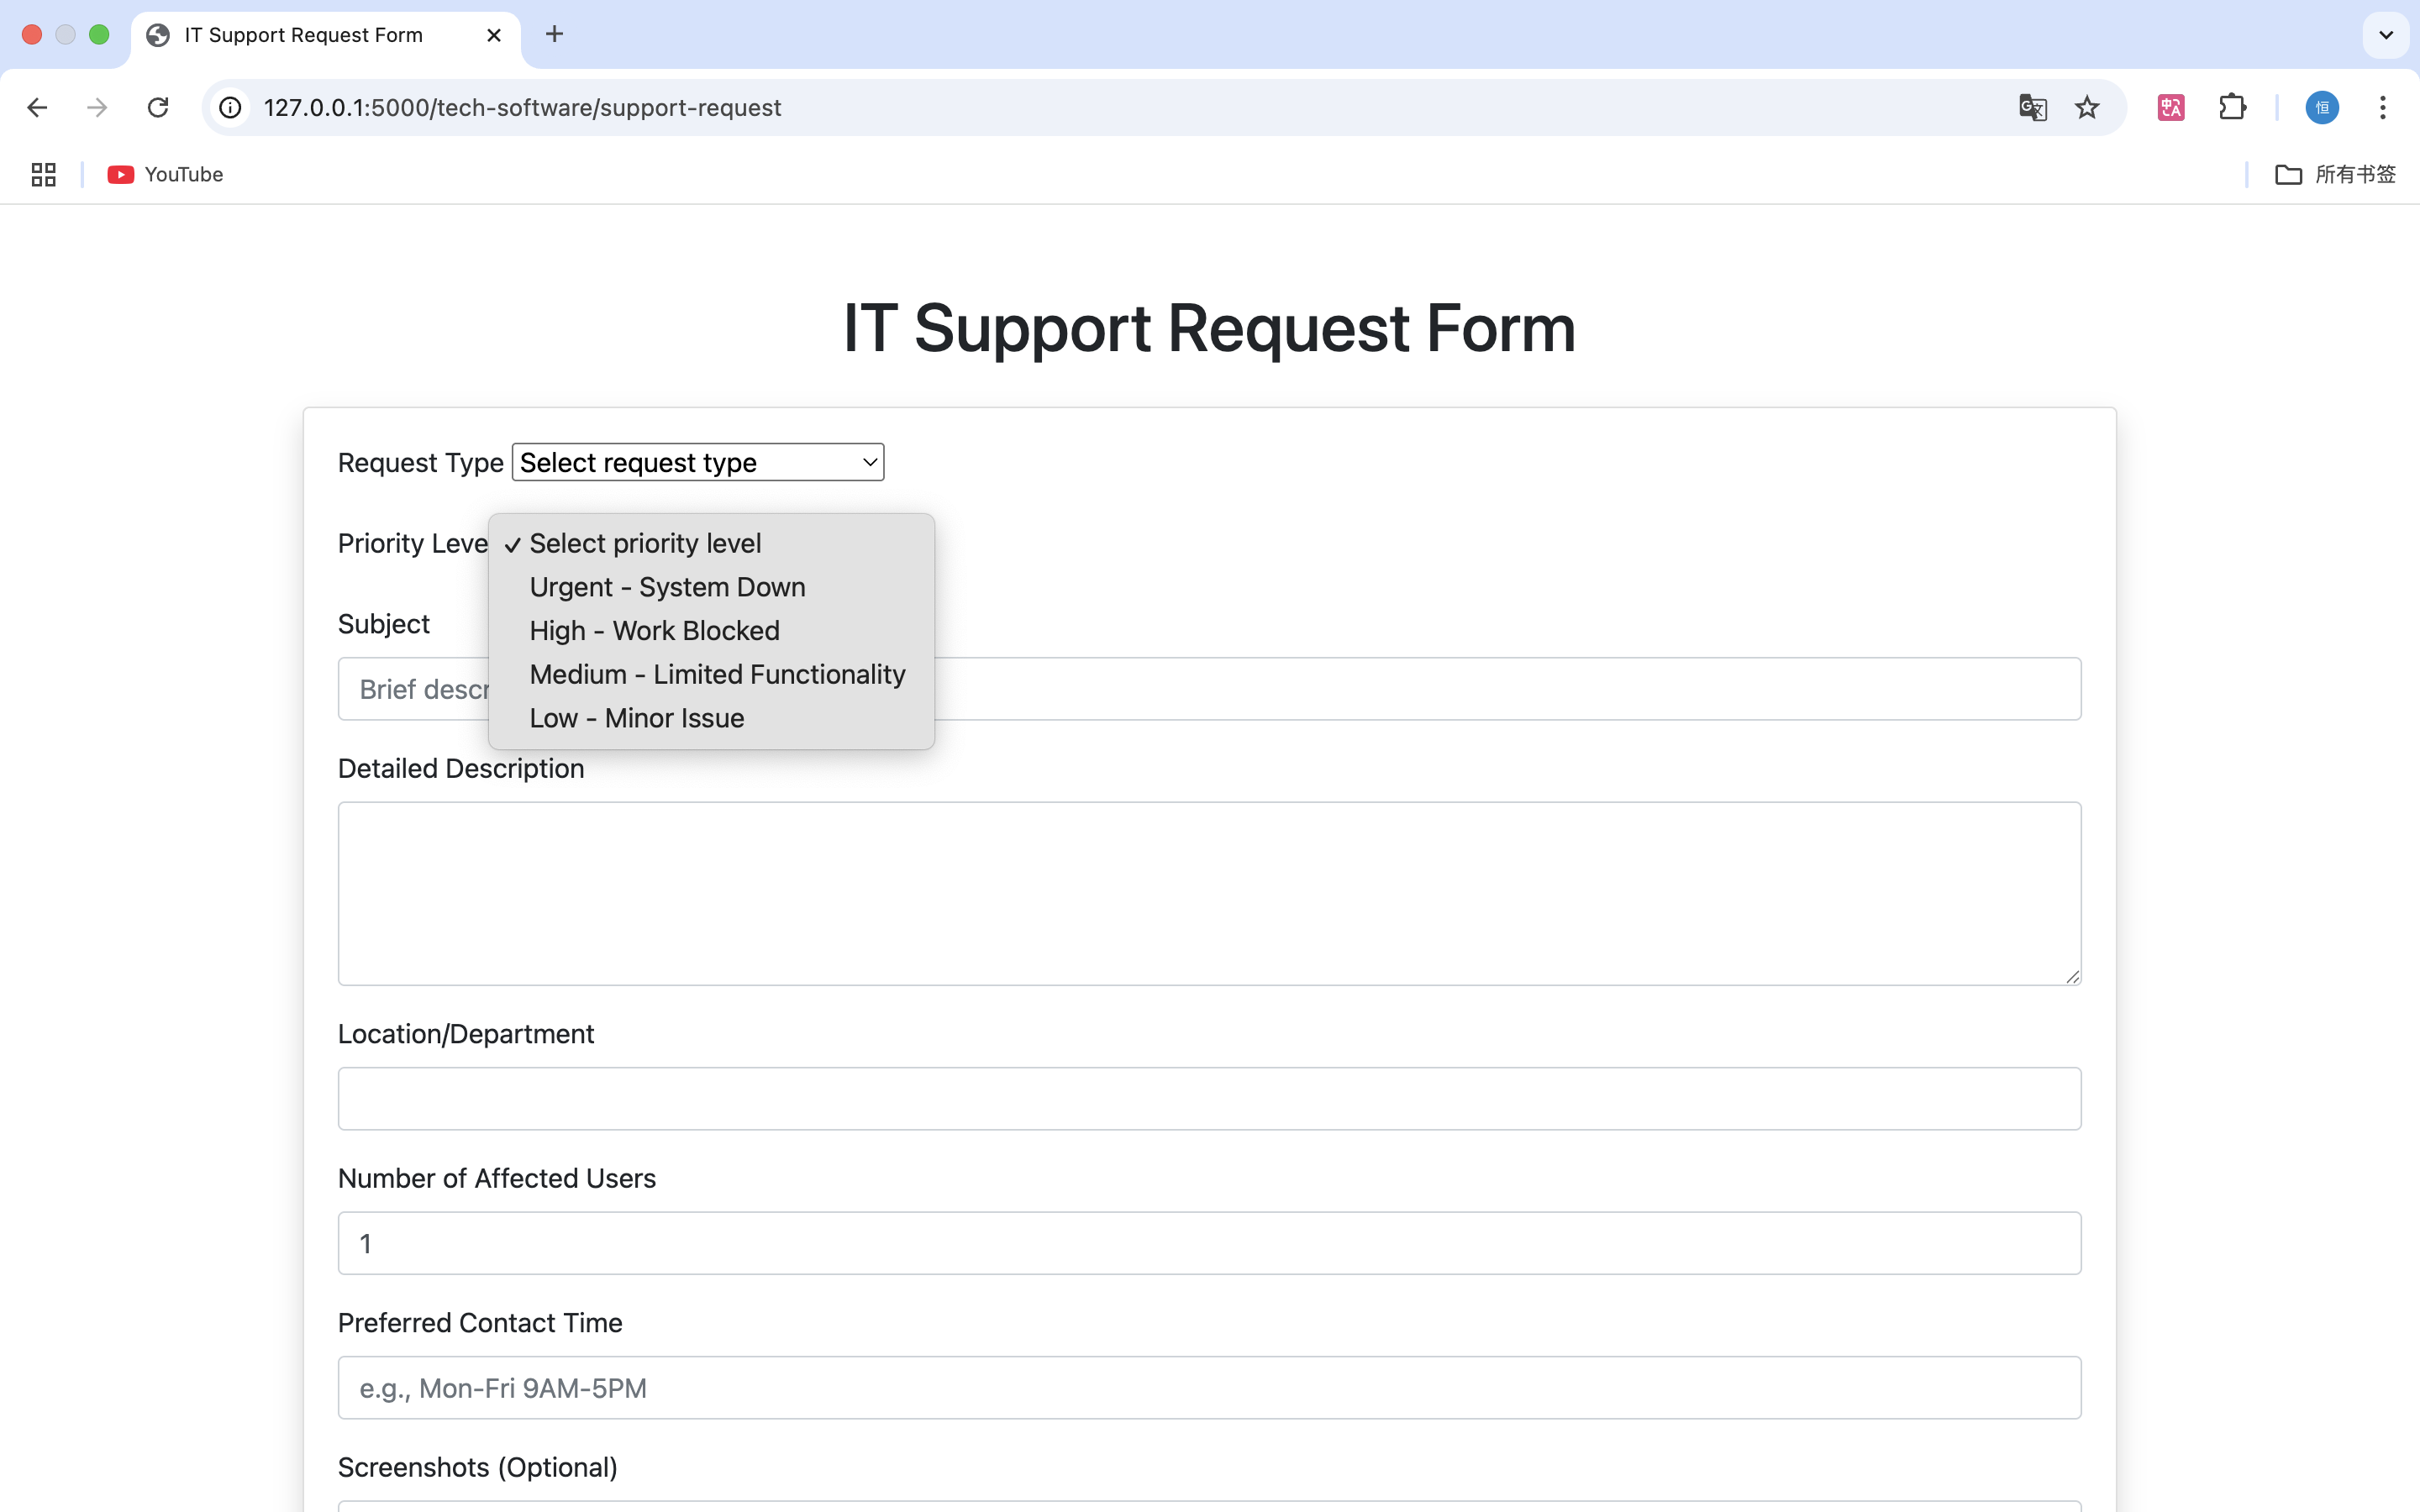 IT Support Request Form
127.0.0.1:5000/tech-software/support-request
恒
YouTube
所有书签
IT Support Request Form
Request Type Select request type
Priority Leve ✓ Select priority level
Urgent - System Down
High - Work Blocked
Medium - Limited Functionality
Low - Minor Issue
Subject
Brief descr
Detailed Description
Location/Department
Number of Affected Users
1
Preferred Contact Time
e.g., Mon-Fri 9AM-5PM
Screenshots (Optional)